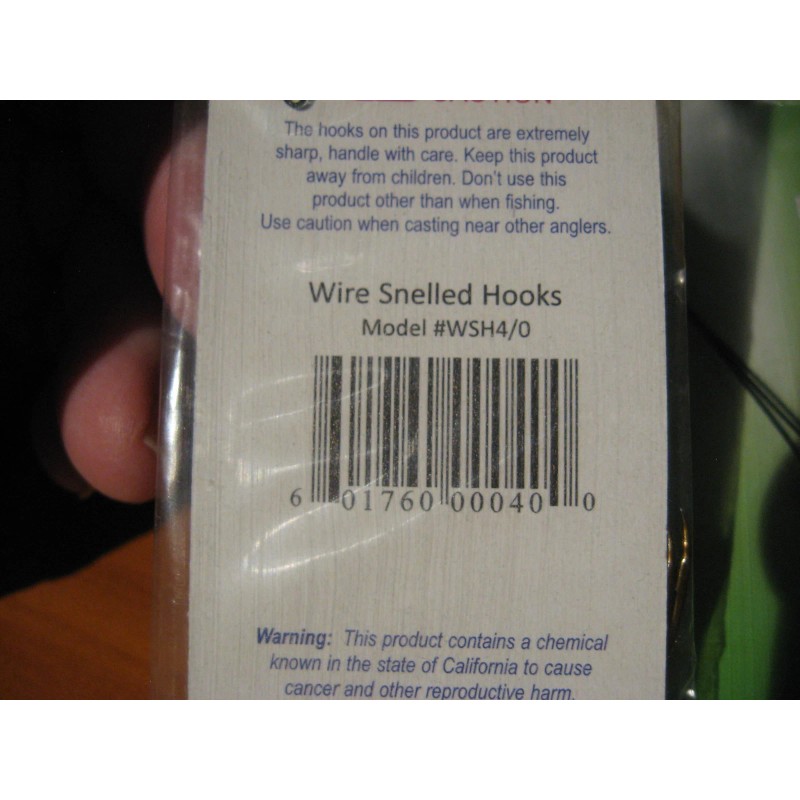 CAUTION
The hooks on this product are extremely
sharp, handle with care. Keep this product
away from children. Don't use this
product other than when fishing.
Use caution when casting near other anglers.
Wire Snelled Hooks
Model #WSH4/0
6 01760 00040 0
Warning: This product contains a chemical
known in the state of California to cause
cancer and other reproductive harm.